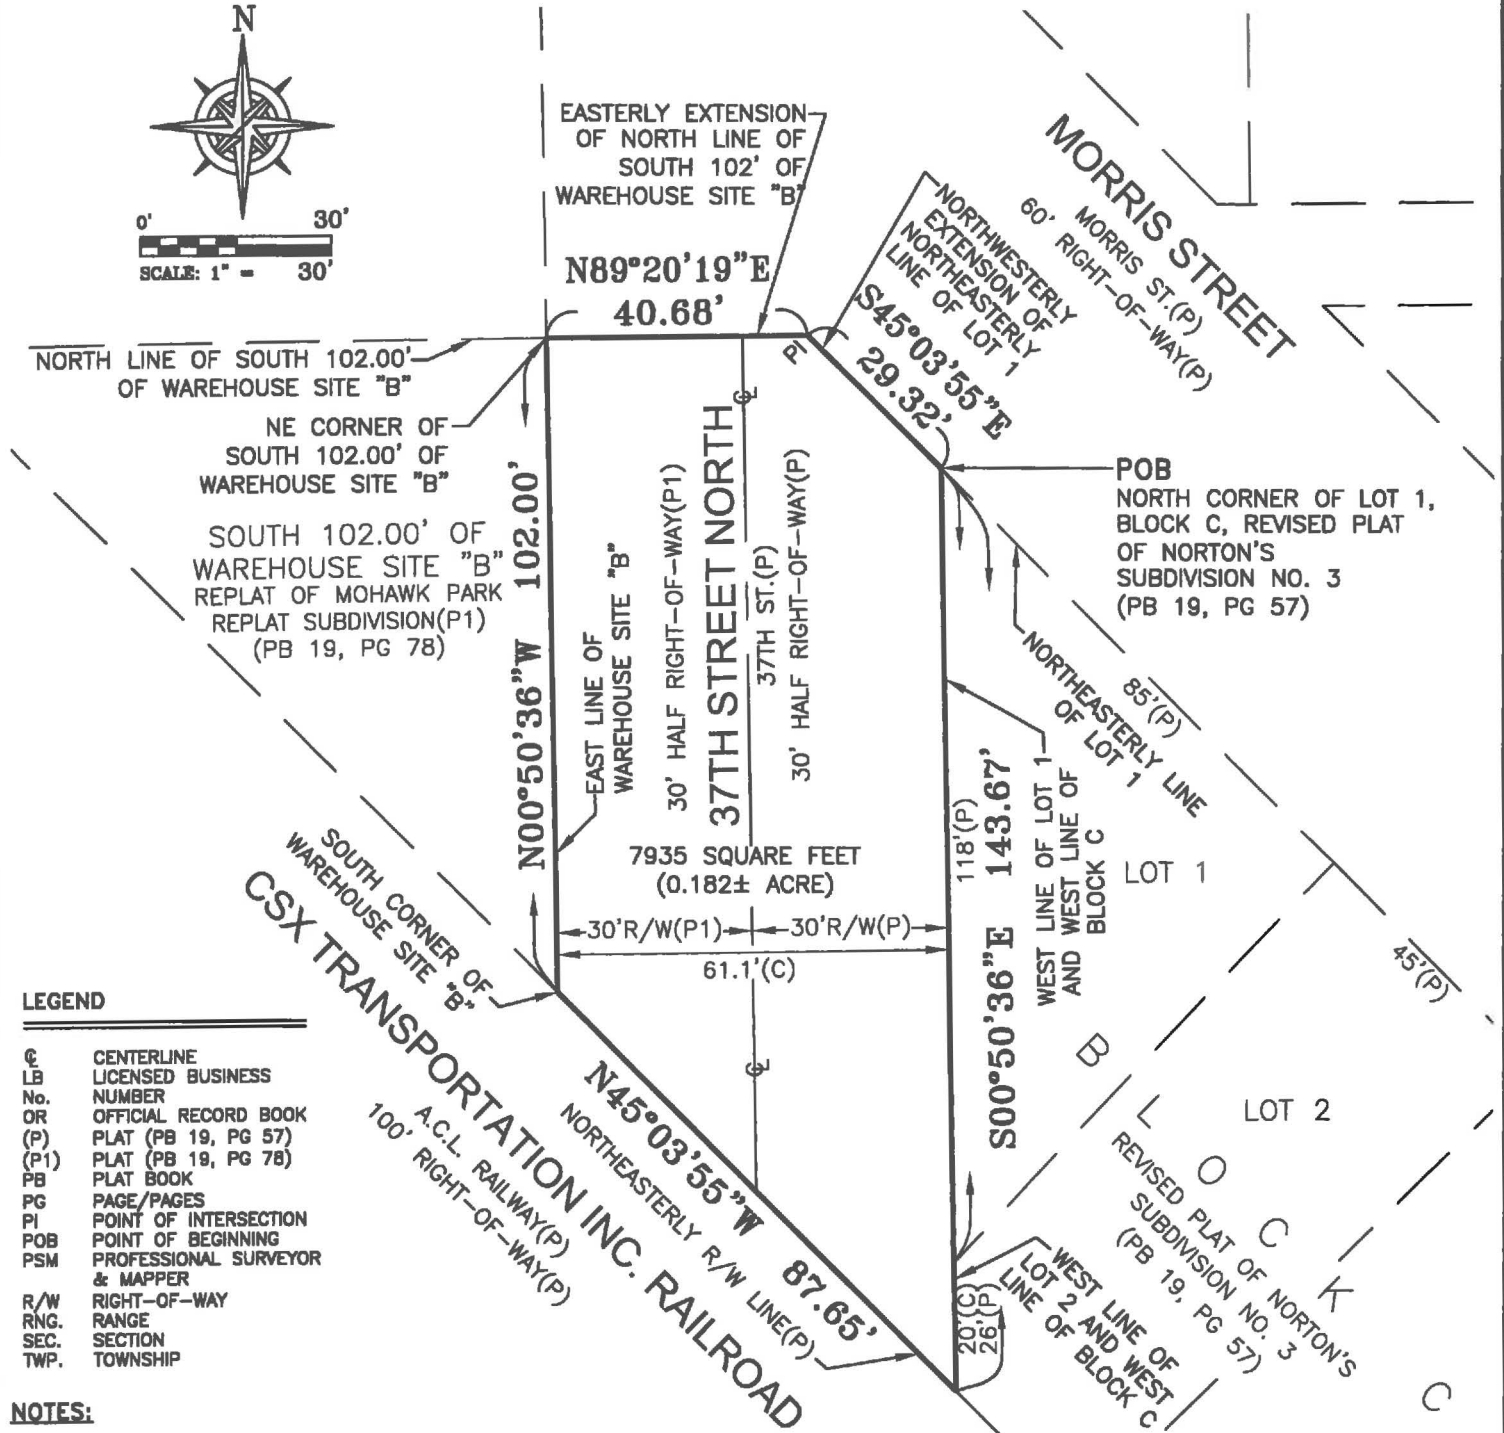 N
0' 30'
SCALE: 1" = 30'
EASTERLY EXTENSION
OF NORTH LINE OF
SOUTH 102' OF
WAREHOUSE SITE "B"
N89°20'19"E
40.68'
NORTHWESTERLY
EXTENSION OF
NORTHEASTERLY
LINE OF LOT 1
S45°03'55"E
29.32'
PI
MORRIS STREET
MORRIS ST.(P)
60' RIGHT-OF-WAY(P)
NORTH LINE OF SOUTH 102.00'
OF WAREHOUSE SITE "B"
NE CORNER OF
SOUTH 102.00' OF
WAREHOUSE SITE "B"
SOUTH 102.00' OF
WAREHOUSE SITE "B"
REPLAT OF MOHAWK PARK
REPLAT SUBDIVISION(P1)
(PB 19, PG 78)
N00°50'36"W 102.00'
EAST LINE OF
WAREHOUSE SITE "B"
30' HALF RIGHT-OF-WAY(P1)
37TH STREET NORTH
37TH ST.(P)
30' HALF RIGHT-OF-WAY(P)
℄
POB
NORTH CORNER OF LOT 1,
BLOCK C, REVISED PLAT
OF NORTON'S
SUBDIVISION NO. 3
(PB 19, PG 57)
NORTHEASTERLY LINE
OF LOT 1
85'(P)
45'(P)
7935 SQUARE FEET
(0.182± ACRE)
30'R/W(P1) 30'R/W(P)
61.1'(C)
℄
118'(P)
S00°50'36"E 143.67'
WEST LINE OF LOT 1
AND WEST LINE OF
BLOCK C
LOT 1
LOT 2
BLOCK C
REVISED PLAT OF NORTON'S
SUBDIVISION NO. 3
(PB 19, PG 57)
SOUTH CORNER OF
WAREHOUSE SITE "B"
CSX TRANSPORTATION INC. RAILROAD
A.C.L. RAILWAY(P)
100' RIGHT-OF-WAY(P)
N45°03'55"W 87.65'
NORTHEASTERLY R/W LINE(P)
20'(C)
26'(P)
WEST LINE OF
LOT 2 AND WEST
LINE OF BLOCK C
LEGEND
℄ CENTERLINE
LB LICENSED BUSINESS
No. NUMBER
OR OFFICIAL RECORD BOOK
(P) PLAT (PB 19, PG 57)
(P1) PLAT (PB 19, PG 78)
PB PLAT BOOK
PG PAGE/PAGES
PI POINT OF INTERSECTION
POB POINT OF BEGINNING
PSM PROFESSIONAL SURVEYOR
& MAPPER
R/W RIGHT-OF-WAY
RNG. RANGE
SEC. SECTION
TWP. TOWNSHIP
NOTES: